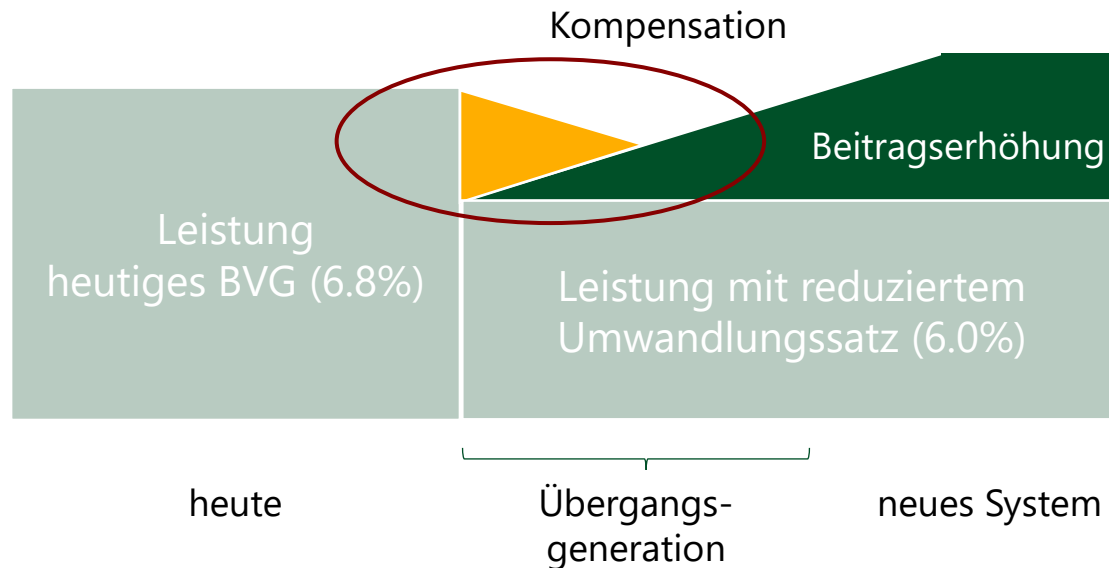 Kompensation
Beitragserhöhung
Leistung
heutiges BVG (6.8%)
Leistung mit reduziertem
Umwandlungssatz (6.0%)
heute
Übergangs-
generation
neues System